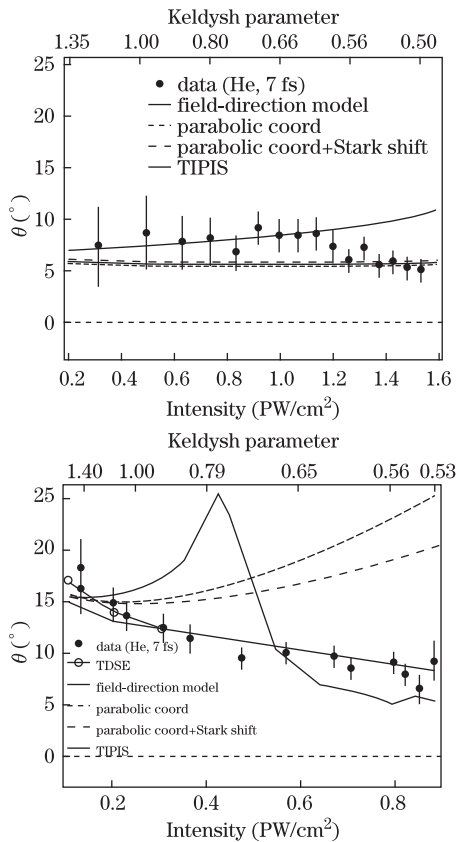 Keldysh parameter
1.35 1.00 0.80 0.66 0.56 0.50
25
20
15
10
5
0
θ (°)
data (He, 7 fs)
field-direction model
parabolic coord
parabolic coord+Stark shift
TIPIS
0.2 0.4 0.6 0.8 1.0 1.2 1.4 1.6
Intensity (PW/cm²)
Keldysh parameter
1.40 1.00 0.79 0.65 0.56 0.53
25
20
15
10
5
0
θ (°)
data (He, 7 fs)
TDSE
field-direction model
parabolic coord
parabolic coord+Stark shift
TIPIS
0.2 0.4 0.6 0.8
Intensity (PW/cm²)